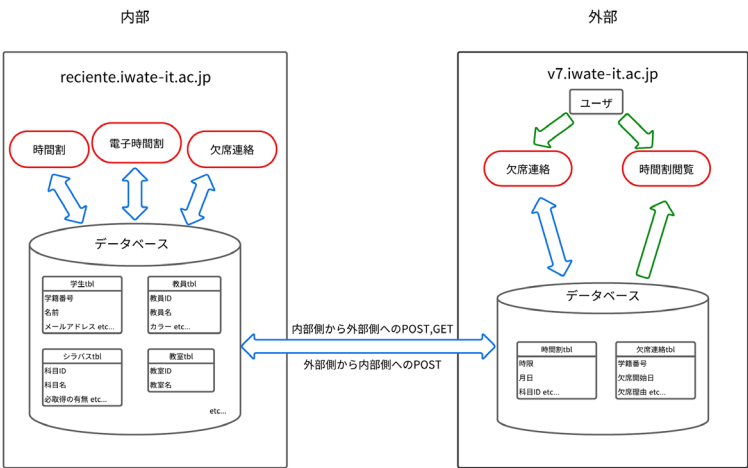 内部
外部
reciente.iwate-it.ac.jp
v7.iwate-it.ac.jp
ユーザ
時間割
電子時間割
欠席連絡
欠席連絡
時間割閲覧
データベース
学生tbl
学籍番号
名前
メールアドレス etc...
教員tbl
教員ID
教員名
カラー etc...
シラバスtbl
科目ID
科目名
必取得の有無 etc...
教室tbl
教室ID
教室名
etc...
内部側から外部側へのPOST,GET
外部側から内部側へのPOST
データベース
時間割tbl
時限
月日
科目ID etc...
欠席連絡tbl
学籍番号
欠席開始日
欠席理由 etc...